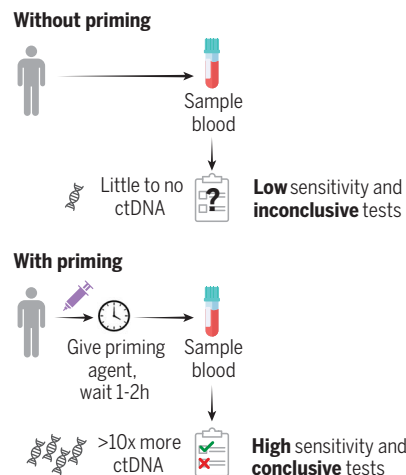 Without priming
Sample
blood
Little to no
ctDNA
?
Low sensitivity and
inconclusive tests
With priming
Give priming
agent,
wait 1-2h
Sample
blood
>10x more
ctDNA
High sensitivity and
conclusive tests